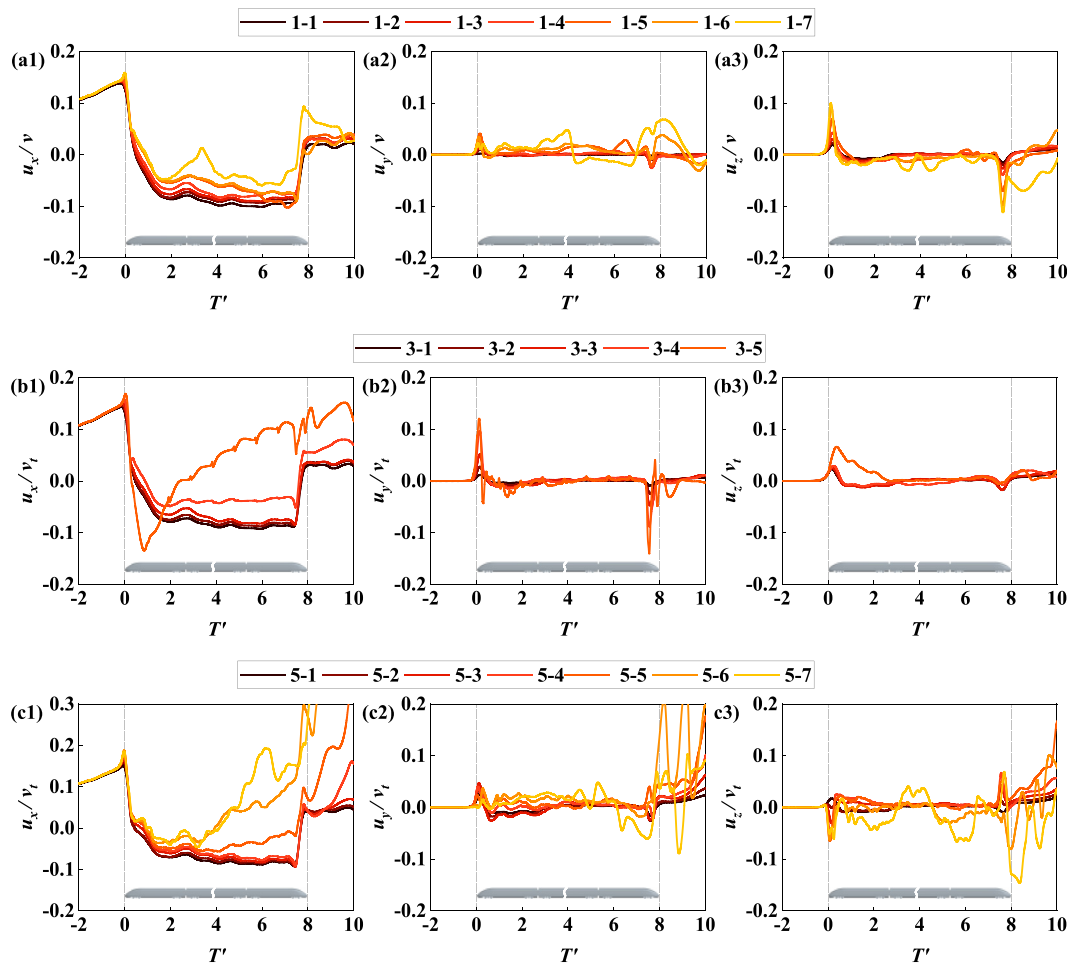 1-1 1-2 1-3 1-4 1-5 1-6 1-7
(a1) (a2) (a3)
0.2 0.2 0.2
0.1 0.1 0.1
0.0 0.0 0.0
-0.1 -0.1 -0.1
-0.2 -0.2 -0.2
u_x/v u_y/v u_z/v
-2 0 2 4 6 8 10 -2 0 2 4 6 8 10 -2 0 2 4 6 8 10
T′ T′ T′
3-1 3-2 3-3 3-4 3-5
(b1) (b2) (b3)
0.2 0.2 0.2
0.1 0.1 0.1
0.0 0.0 0.0
-0.1 -0.1 -0.1
-0.2 -0.2 -0.2
u_x/v_t u_y/v_t u_z/v_t
-2 0 2 4 6 8 10 -2 0 2 4 6 8 10 -2 0 2 4 6 8 10
T′ T′ T′
5-1 5-2 5-3 5-4 5-5 5-6 5-7
(c1) (c2) c3)
0.3 0.2 0.2
0.2 0.1 0.1
0.1 0.0 0.0
0.0 -0.1 -0.1
-0.1 -0.2 -0.2
-0.2
u_x/v_t u_y/v_t u_z/v_t
-2 0 2 4 6 8 10 -2 0 2 4 6 8 10 -2 0 2 4 6 8 10
T′ T′ T′